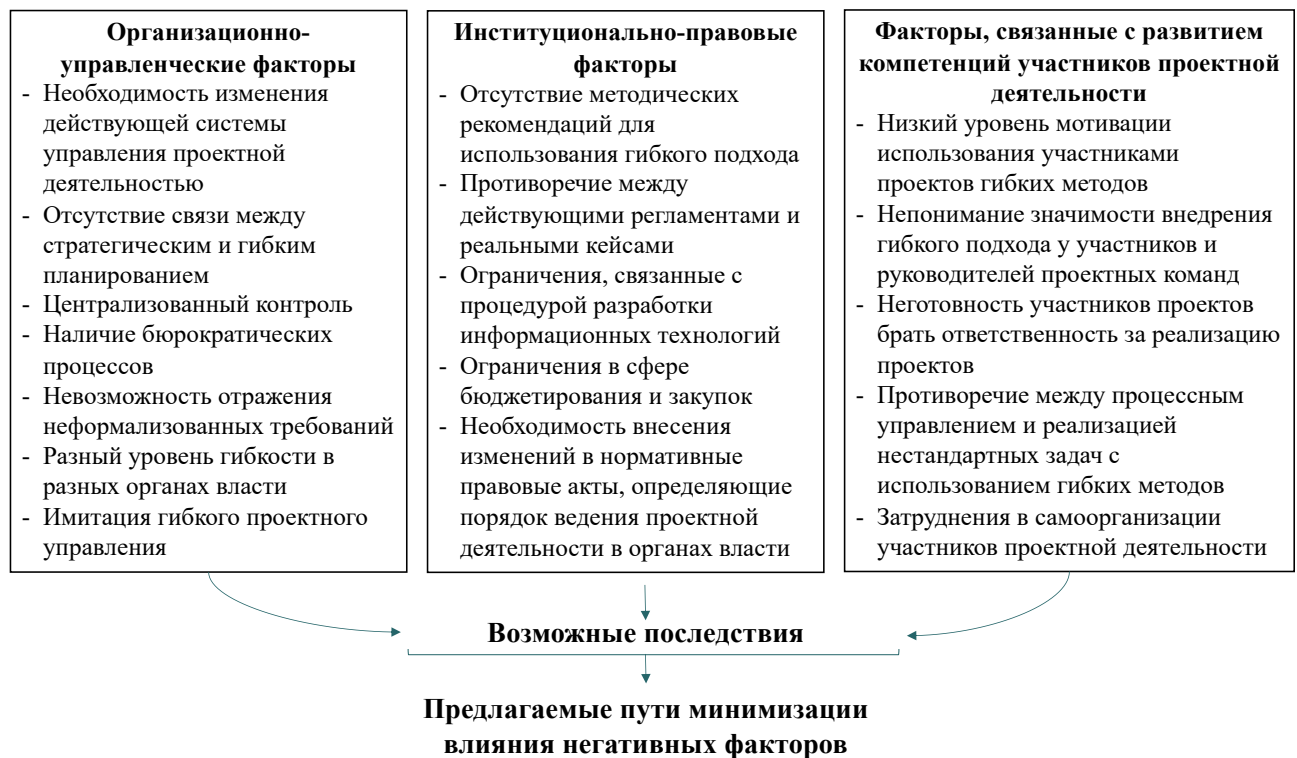 Организационно-
управленческие факторы
- Необходимость изменения
действующей системы
управления проектной
деятельностью
- Отсутствие связи между
стратегическим и гибким
планированием
- Централизованный контроль
- Наличие бюрократических
процессов
- Невозможность отражения
неформализованных требований
- Разный уровень гибкости в
разных органах власти
- Имитация гибкого проектного
управления
Институционально-правовые
факторы
- Отсутствие методических
рекомендаций для
использования гибкого подхода
- Противоречие между
действующими регламентами и
реальными кейсами
- Ограничения, связанные с
процедурой разработки
информационных технологий
- Ограничения в сфере
бюджетирования и закупок
- Необходимость внесения
изменений в нормативные
правовые акты, определяющие
порядок ведения проектной
деятельности в органах власти
Факторы, связанные с развитием
компетенций участников проектной
деятельности
- Низкий уровень мотивации
использования участниками
проектов гибких методов
- Непонимание значимости внедрения
гибкого подхода у участников и
руководителей проектных команд
- Неготовность участников проектов
брать ответственность за реализацию
проектов
- Противоречие между процессным
управлением и реализацией
нестандартных задач с
использованием гибких методов
- Затруднения в самоорганизации
участников проектной деятельности
Возможные последствия
Предлагаемые пути минимизации
влияния негативных факторов